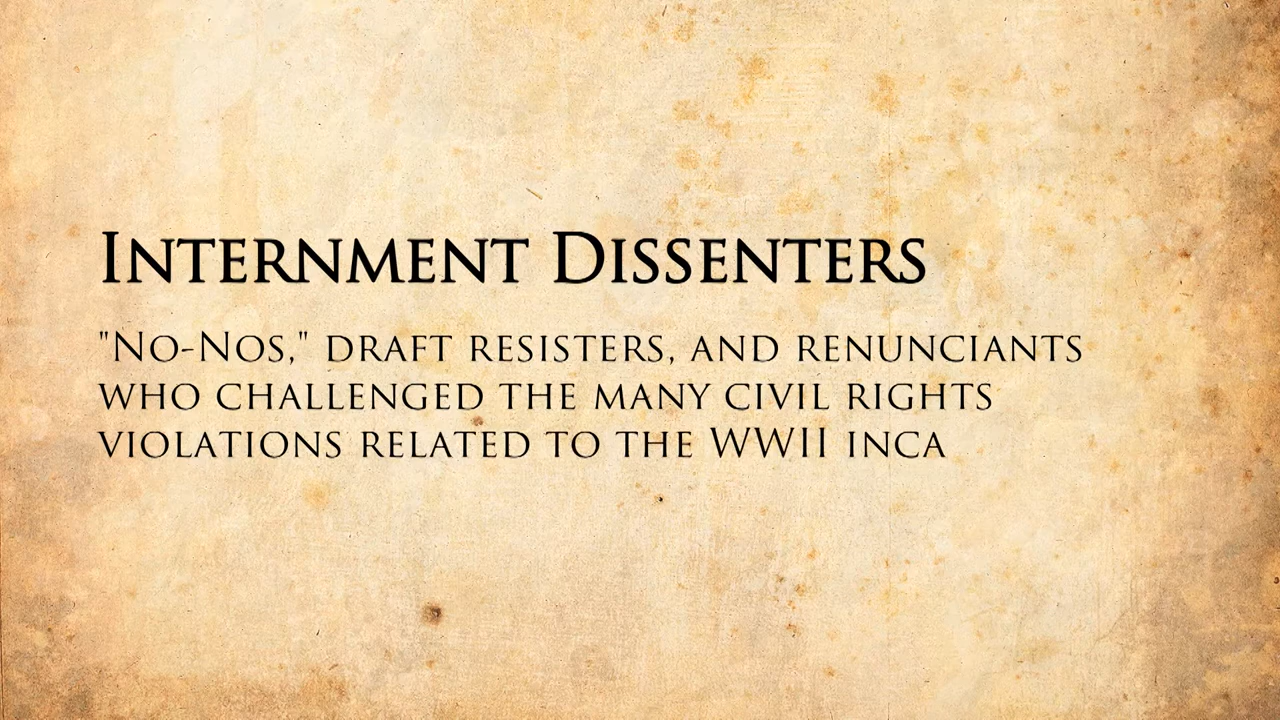 Internment Dissenters
"No-Nos," draft resisters, and renunciants
who challenged the many civil rights
violations related to the WWII inca